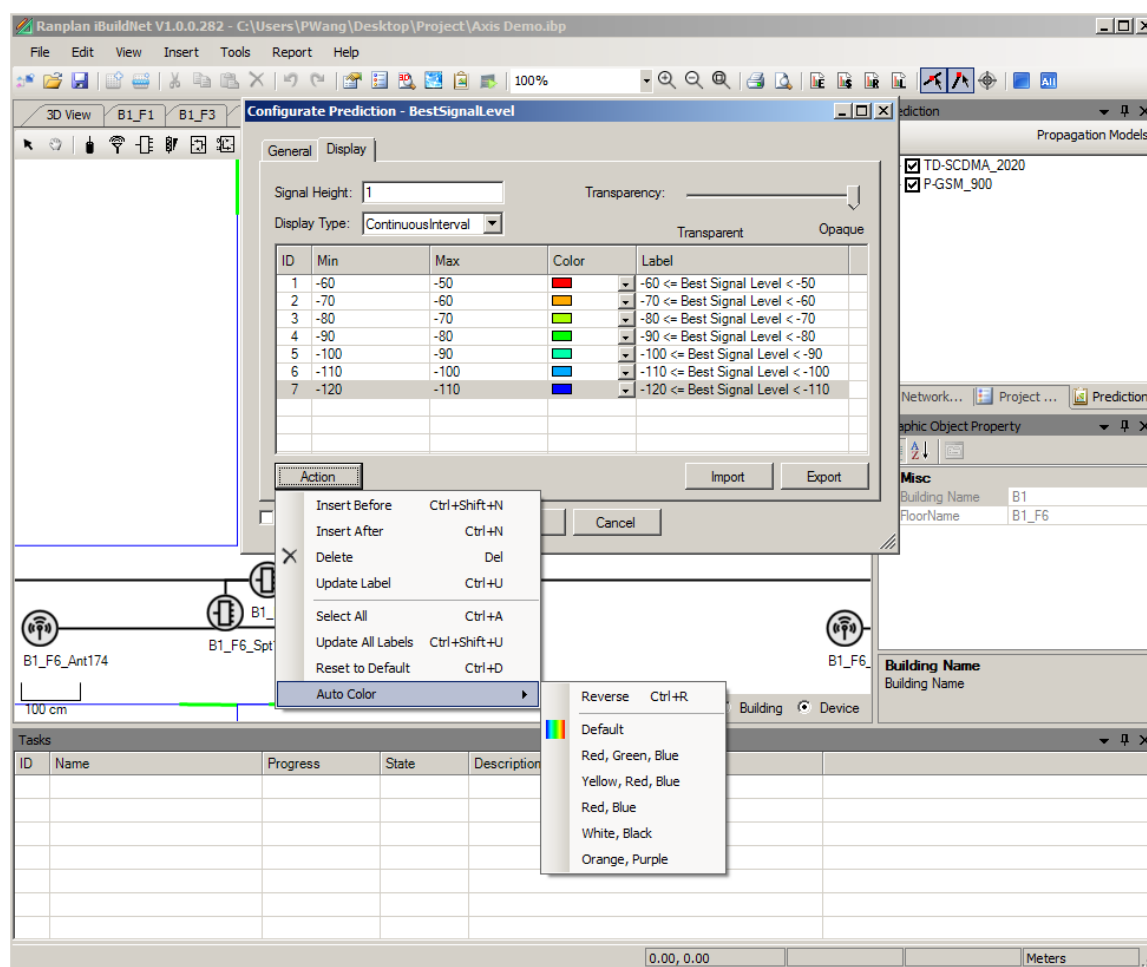 Ranplan iBuildNet V1.0.0.282 - C:\Users\PWang\Desktop\Project\Axis Demo.ibp
File Edit View Insert Tools Report Help
100%
3D View B1_F1 B1_F3
Configurate Prediction - BestSignalLevel
General Display
Signal Height: 1 Transparency:
Display Type: ContinuousInterval Transparent Opaque
ID Min Max Color Label
1 -60 -50 -60 <= Best Signal Level < -50
2 -70 -60 -70 <= Best Signal Level < -60
3 -80 -70 -80 <= Best Signal Level < -70
4 -90 -80 -90 <= Best Signal Level < -80
5 -100 -90 -100 <= Best Signal Level < -90
6 -110 -100 -110 <= Best Signal Level < -100
7 -120 -110 -120 <= Best Signal Level < -110
Action Import Export
Cancel
Insert Before Ctrl+Shift+N
Insert After Ctrl+N
Delete Del
Update Label Ctrl+U
Select All Ctrl+A
Update All Labels Ctrl+Shift+U
Reset to Default Ctrl+D
Auto Color
Reverse Ctrl+R
Default
Red, Green, Blue
Yellow, Red, Blue
Red, Blue
White, Black
Orange, Purple
ediction
Propagation Models
TD-SCDMA_2020
P-GSM_900
Network... Project ... Prediction
aphic Object Property
Misc
Building Name B1
FloorName B1_F6
Building Name
Building Name
B1_
B1_F6_Spt
B1_F6_Ant174
B1_F6_
100 cm
Building Device
Tasks
ID Name Progress State Description
0.00, 0.00 Meters